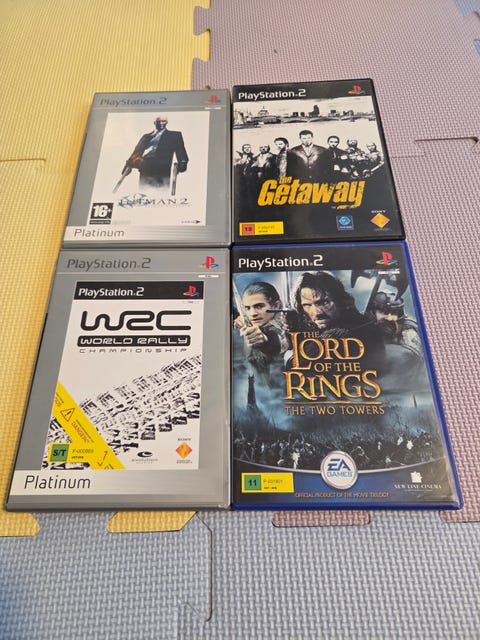 PlayStation.2
16+
HITMAN 2
Platinum
PlayStation.2
the
Getaway
18
SONY
PlayStation.2
PlayStation.2
WRC
WORLD RALLY
CHAMPIONSHIP
S/T
P-000869
SONY
Platinum
PlayStation.2
THE
LORD
OF THE
RINGS
THE TWO TOWERS
11
EA
GAMES
OFFICIAL PRODUCT OF THE MOVIE TRILOGY
NEW LINE CINEMA